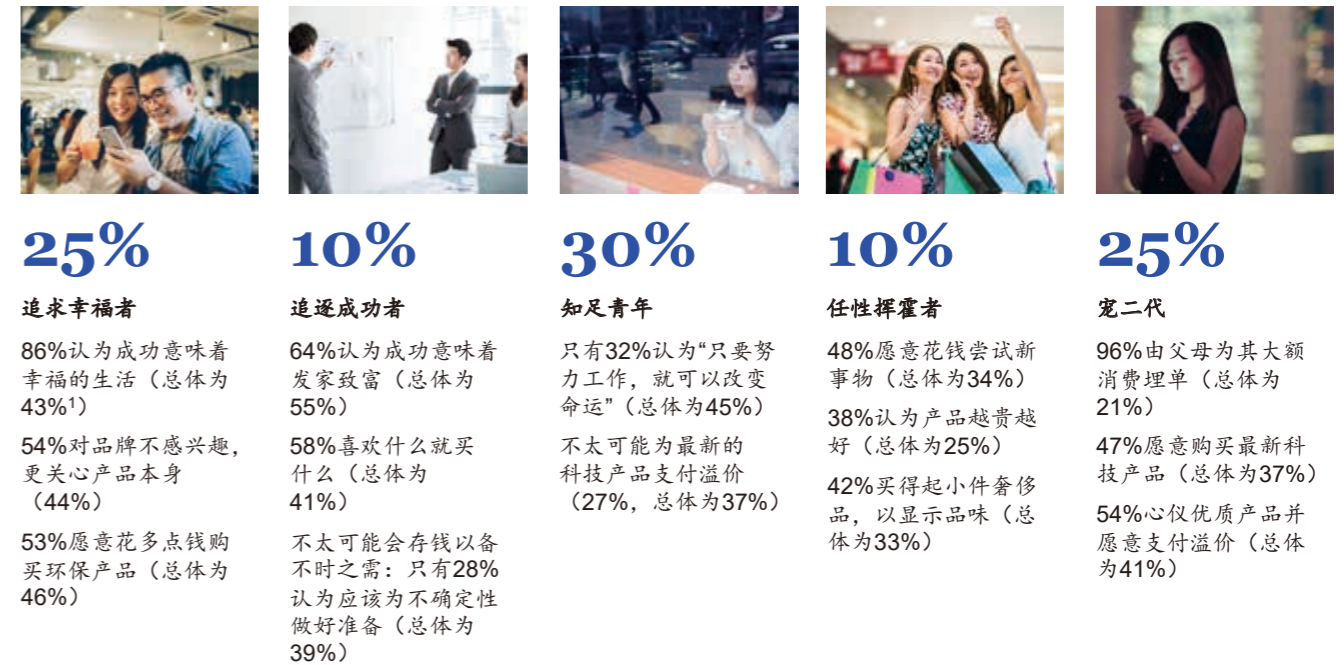 25%
追求幸福者
86%认为成功意味着
幸福的生活（总体为
43%¹）
54%对品牌不感兴趣，
更关心产品本身
（44%）
53%愿意花多点钱购
买环保产品（总体为
46%）
10%
追逐成功者
64%认为成功意味着
发家致富（总体为
55%）
58%喜欢什么就买
什么（总体为
41%）
不太可能会存钱以备
不时之需：只有28%
认为应该为不确定性
做好准备（总体为
39%）
30%
知足青年
只有32%认为“只要努
力工作，就可以改变
命运”（总体为45%）
不太可能为最新的
科技产品支付溢价
（27%，总体为37%）
10%
任性挥霍者
48%愿意花钱尝试新
事物（总体为34%）
38%认为产品越贵越
好（总体为25%）
42%买得起小件奢侈
品，以显示品味（总
体为33%）
25%
宠二代
96%由父母为其大额
消费埋单（总体为
21%）
47%愿意购买最新科
技产品（总体为37%）
54%心仪优质产品并
愿意支付溢价（总体
为41%）